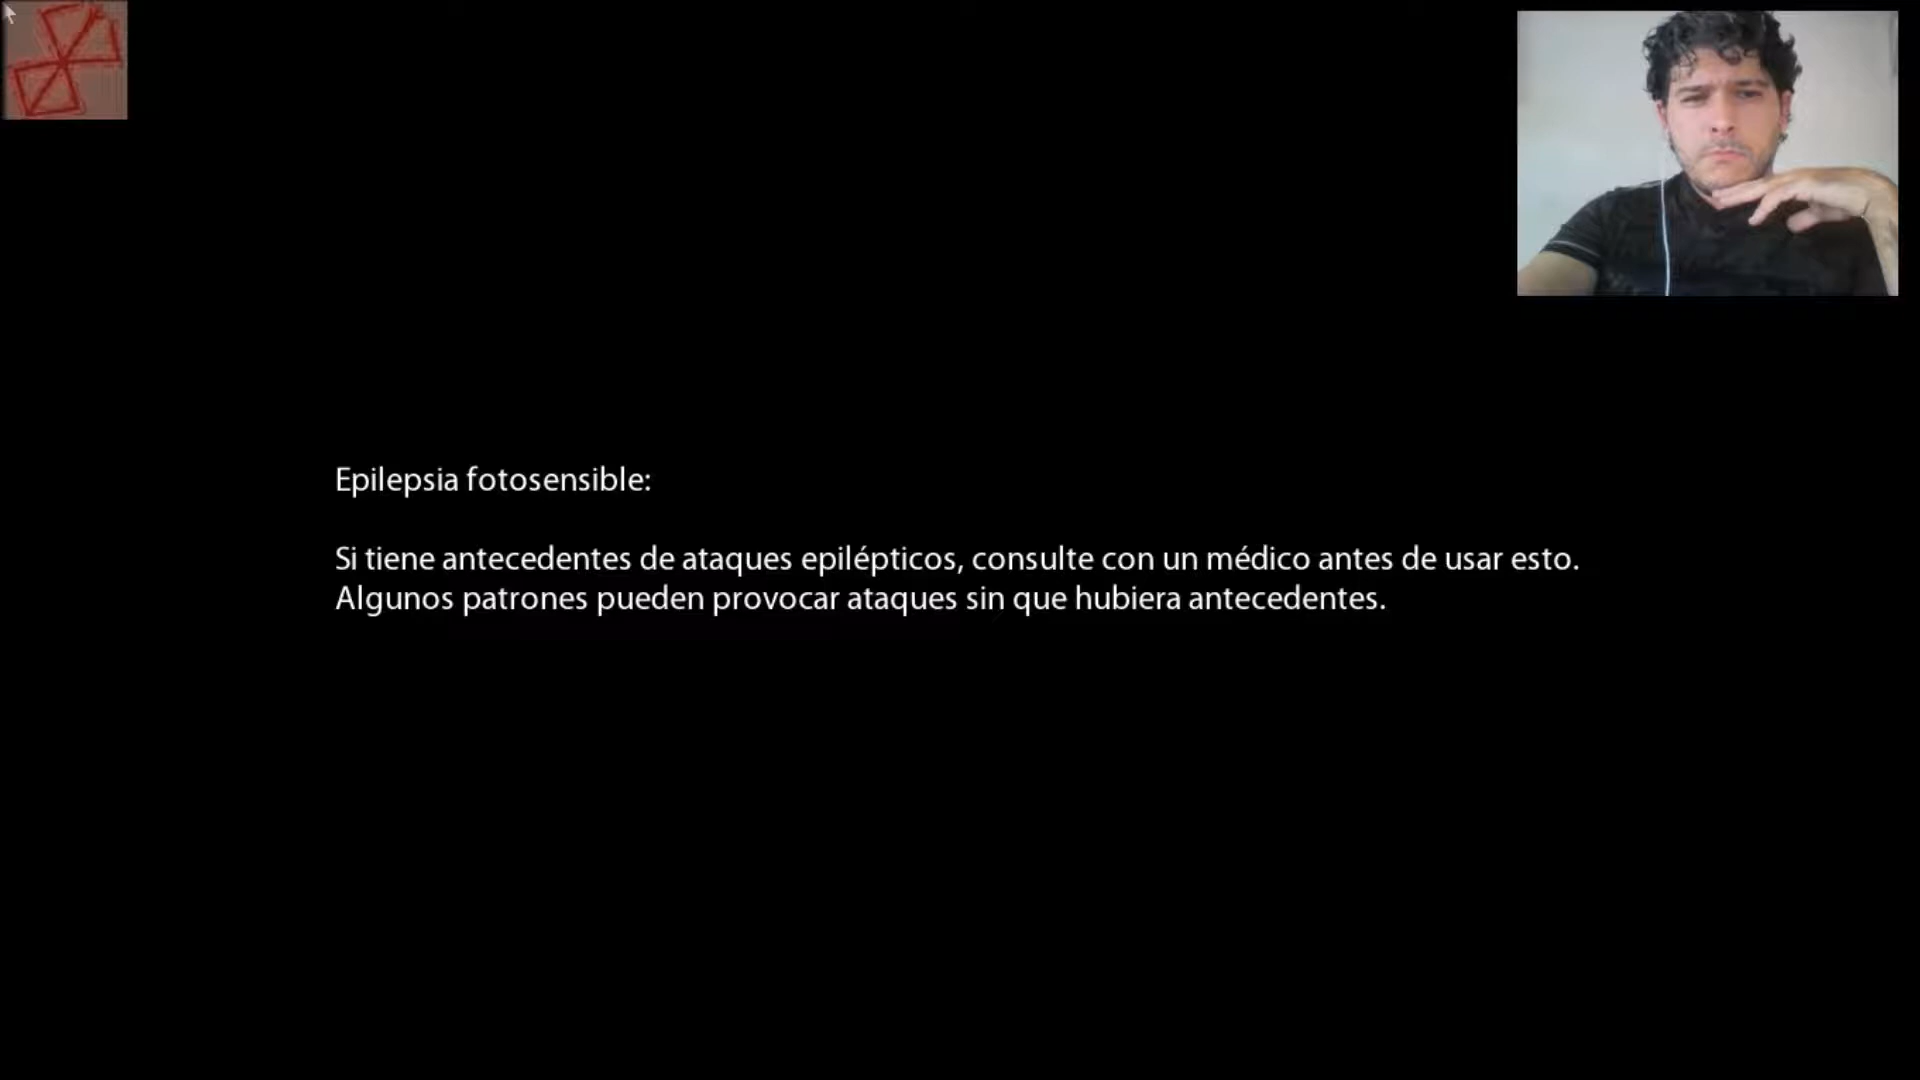 Epilepsia fotosensible:
Si tiene antecedentes de ataques epilépticos, consulte con un médico antes de usar esto.
Algunos patrones pueden provocar ataques sin que hubiera antecedentes.